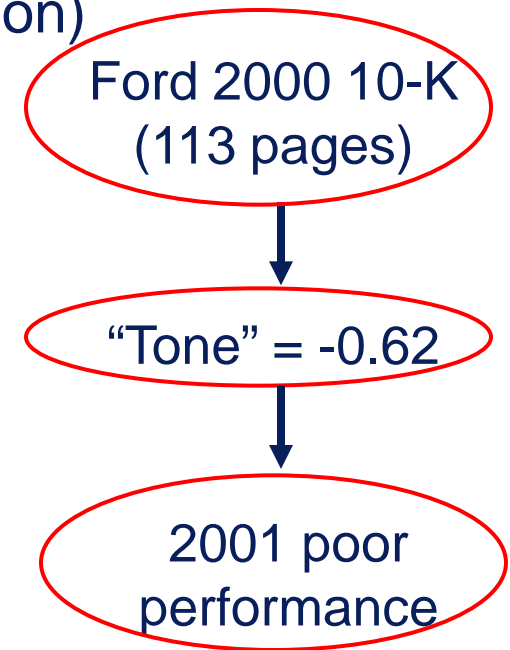 on)
Ford 2000 10-K
(113 pages)
“Tone” = -0.62
2001 poor
performance